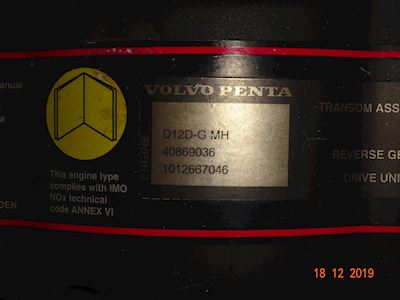 anual
VOLVO PENTA
ENGINE
D12D-G MH
40869036
1012667046
TRANSOM ASS
REVERSE GE
DRIVE UNI
This engine type
complies with IMO
NOx technical
code ANNEX VI
DEN
18 12 2019